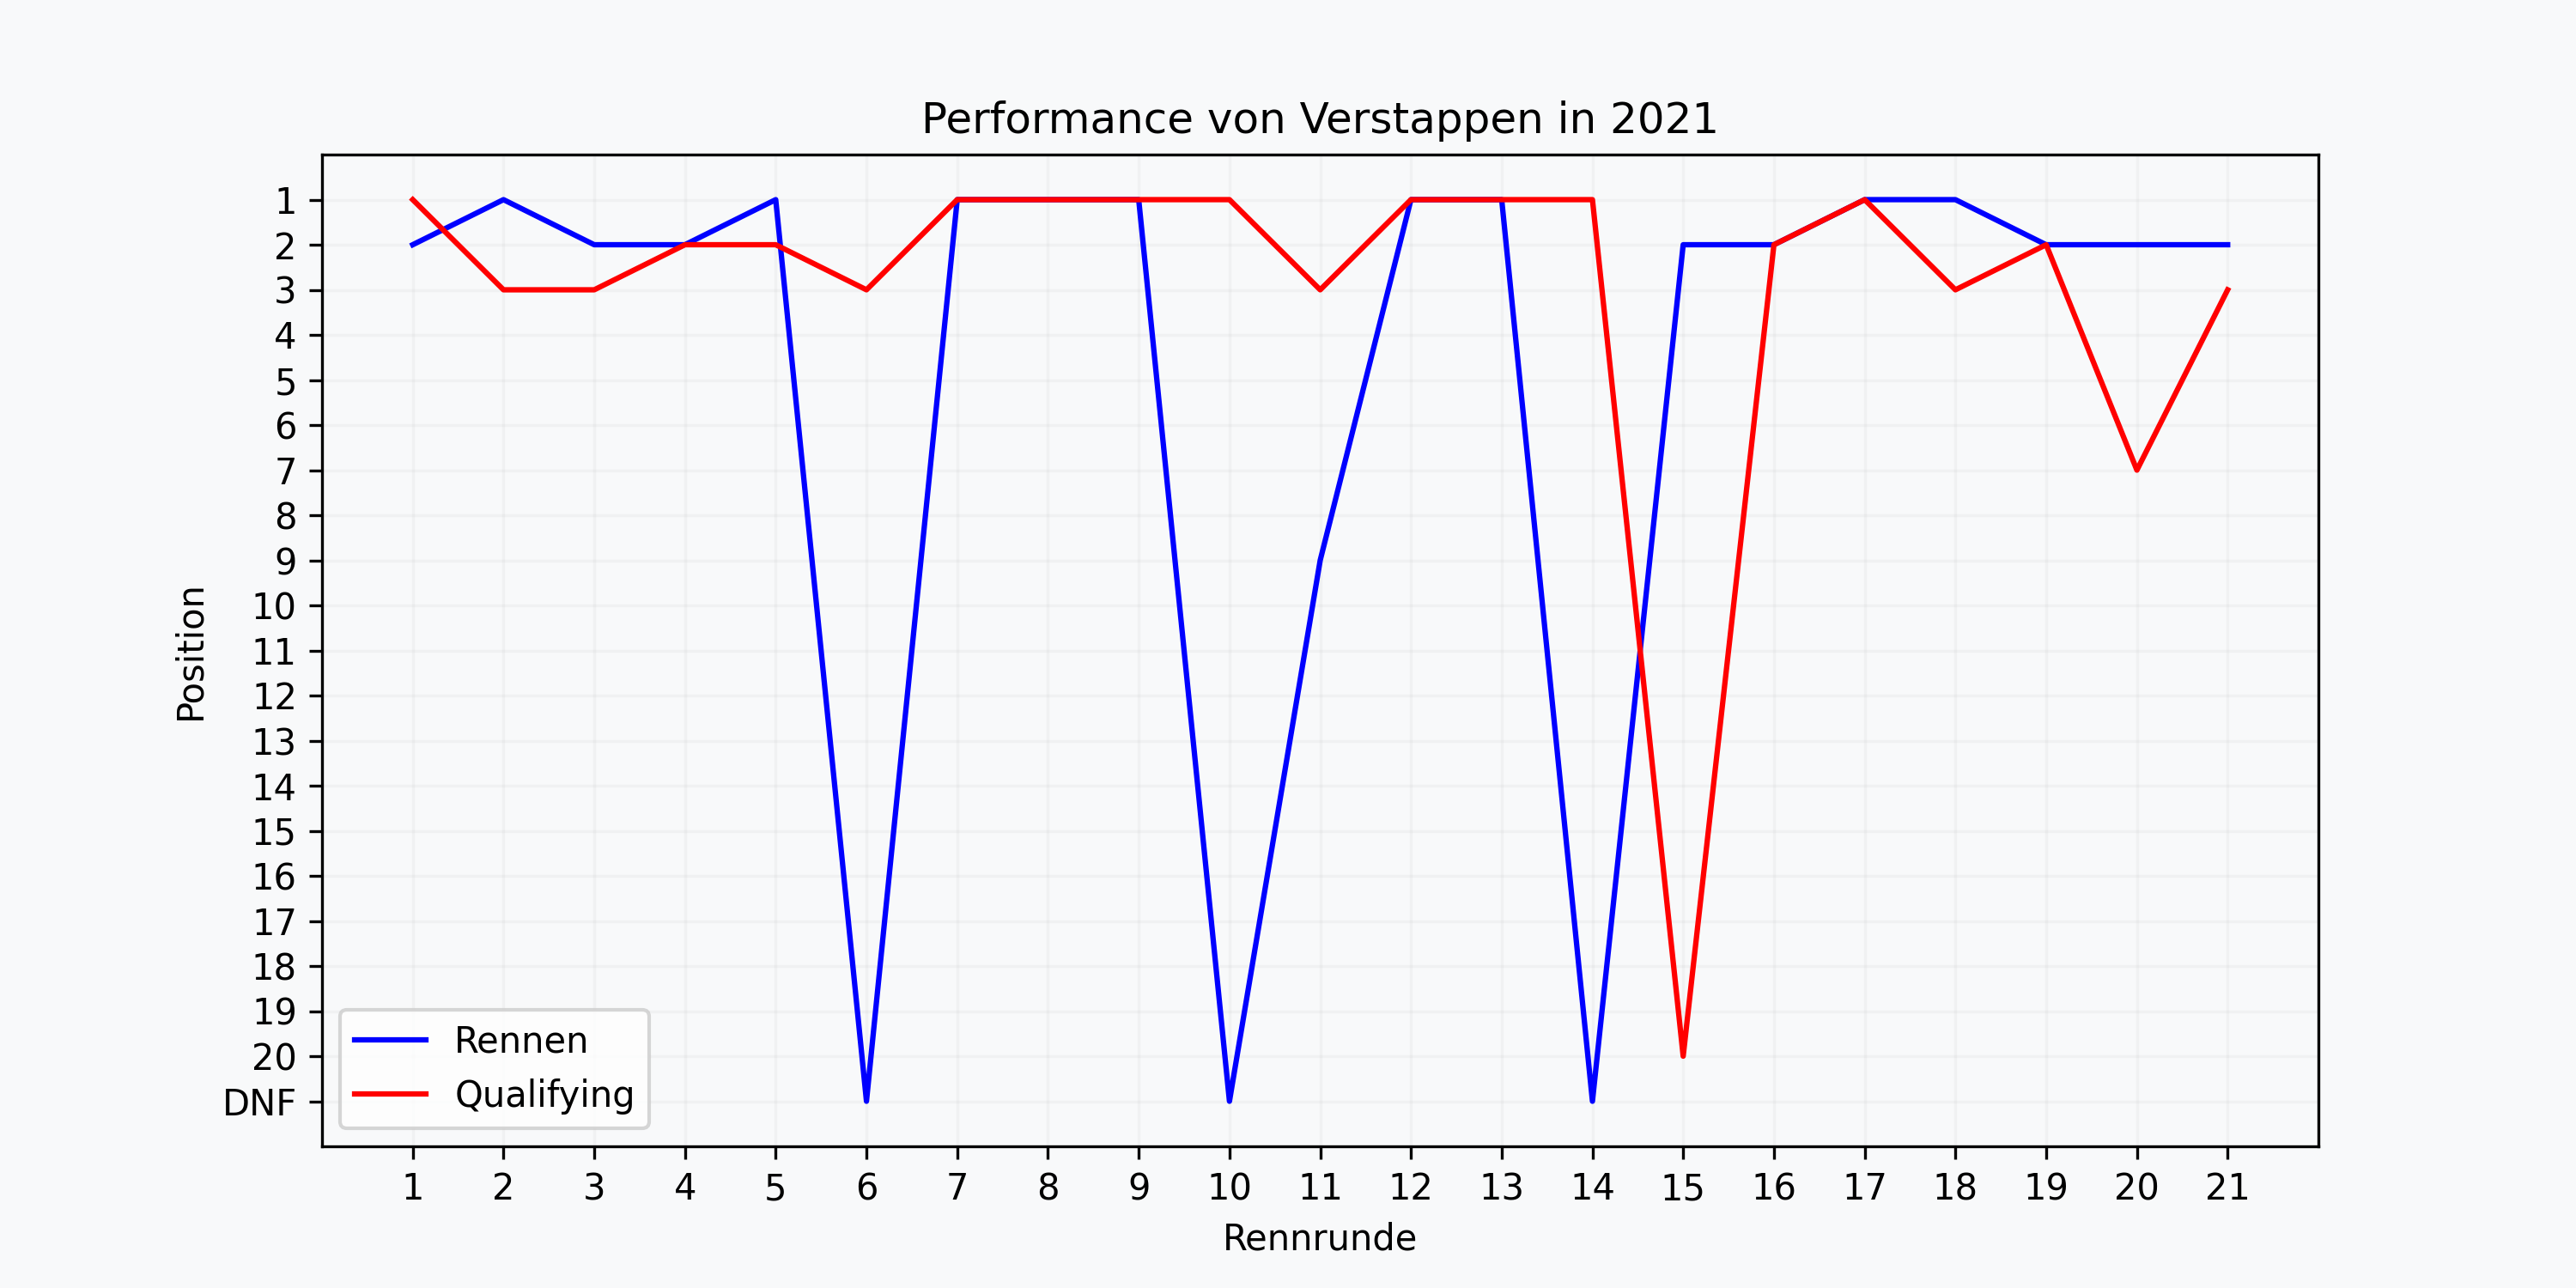 Performance von Verstappen in 2021
Position
1
2
3
4
5
6
7
8
9
10
11
12
13
14
15
16
17
18
19
20
DNF
Rennen
Qualifying
1 2 3 4 5 6 7 8 9 10 11 12 13 14 15 16 17 18 19 20 21
Rennrunde